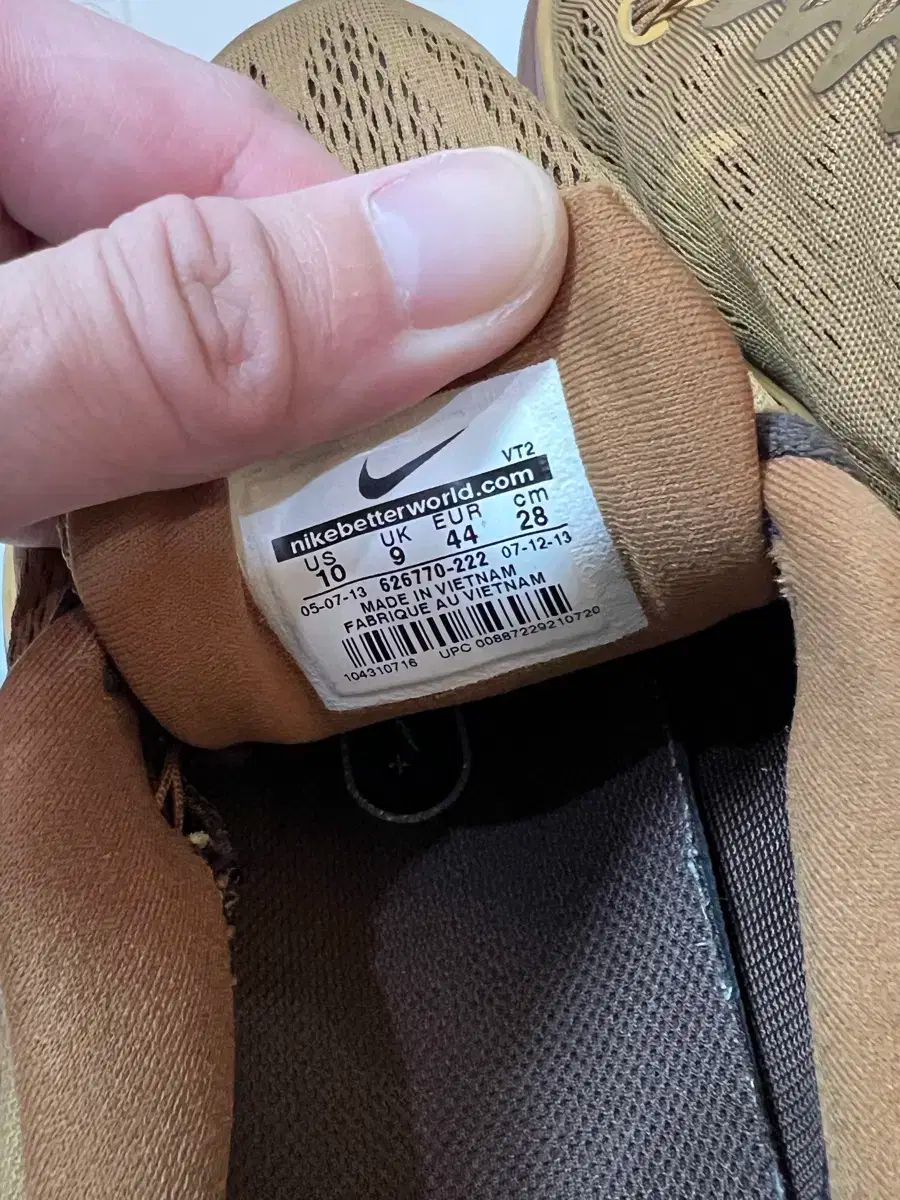 VT2
nikebetterworld.com
US UK EUR cm
10 9 44 28
05-07-13 626770-222 07-12-13
MADE IN VIETNAM
FABRIQUE AU VIETNAM
104310716 UPC 00887229210720